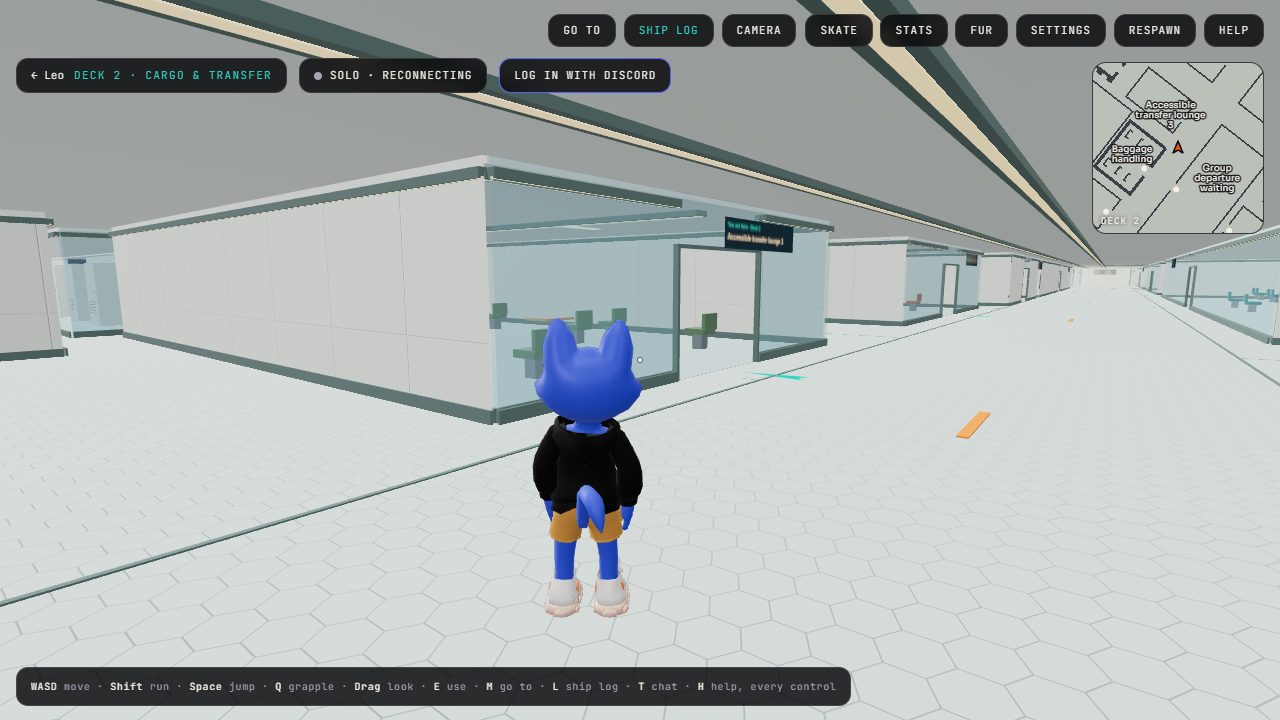 GO TO
SHIP LOG
CAMERA
SKATE
STATS
FUR
SETTINGS
RESPAWN
HELP
← Leo DECK 2 · CARGO & TRANSFER
SOLO · RECONNECTING
LOG IN WITH DISCORD
Accessible
transfer lounge
3
Baggage
handling
Group
departure
waiting
DECK 2
Accessible transfer lounge 3
WASD move · Shift run · Space jump · Q grapple · Drag look · E use · M go to · L ship log · T chat · H help, every control